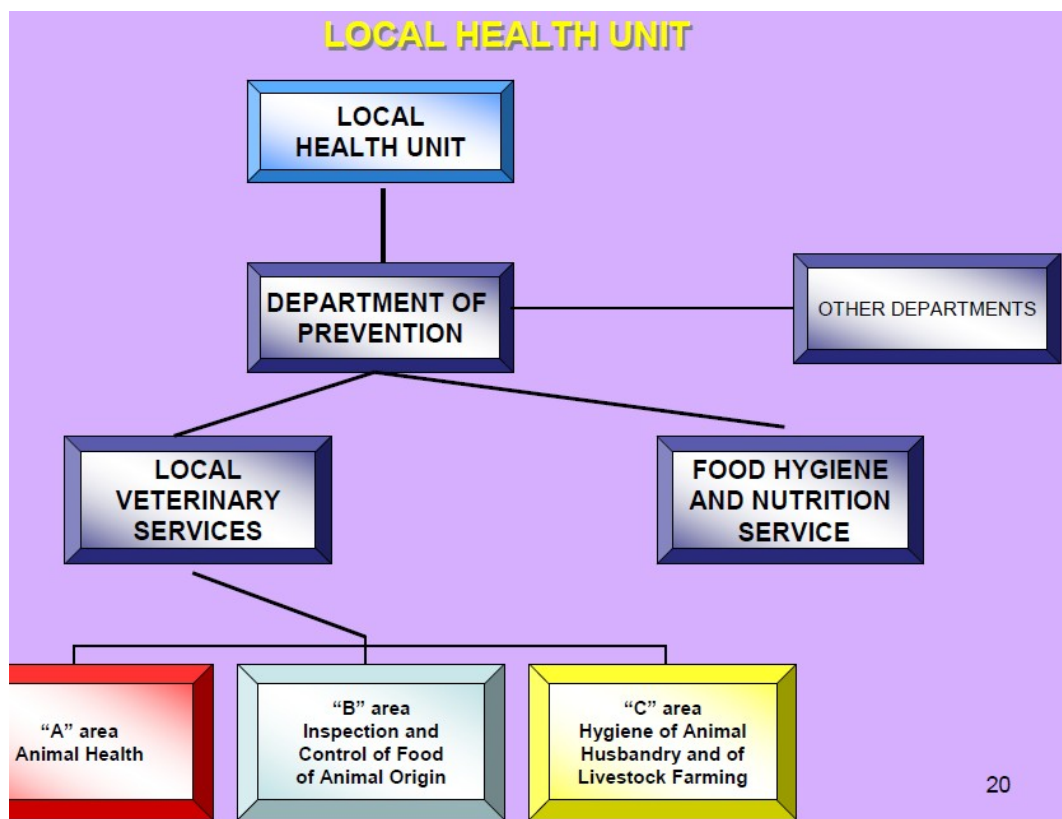 LOCAL HEALTH UNIT
LOCAL
HEALTH UNIT
DEPARTMENT OF
PREVENTION
OTHER DEPARTMENTS
LOCAL
VETERINARY
SERVICES
FOOD HYGIENE
AND NUTRITION
SERVICE
“A” area
Animal Health
“B” area
Inspection and
Control of Food
of Animal Origin
“C” area
Hygiene of Animal
Husbandry and of
Livestock Farming
20